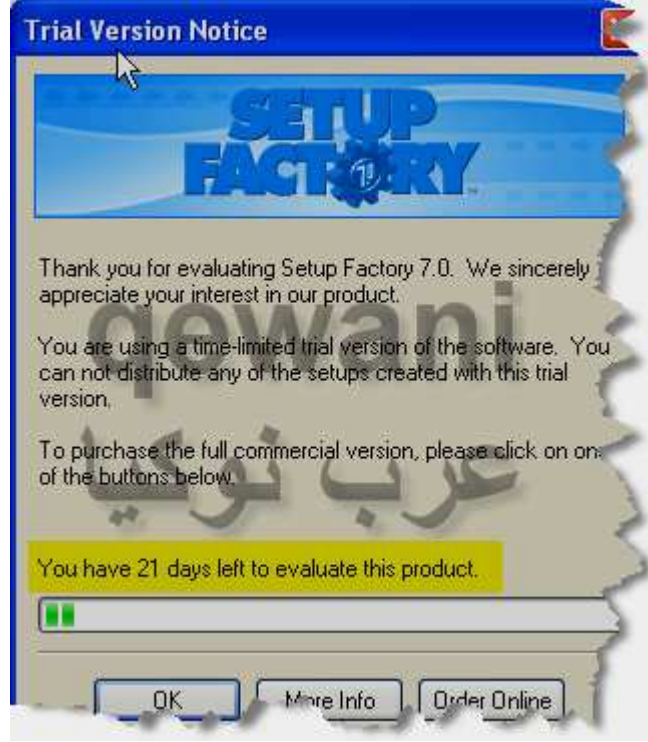 Trial Version Notice
SETUP
FACTORY
Thank you for evaluating Setup Factory 7.0. We sincerely
appreciate your interest in our product.
qewani
You are using a time-limited trial version of the software. You
can not distribute any of the setups created with this trial
version.
To purchase the full commercial version, please click on on
of the buttons below.
عرب نوكيا
You have 21 days left to evaluate this product.
OK
More Info
Order Online